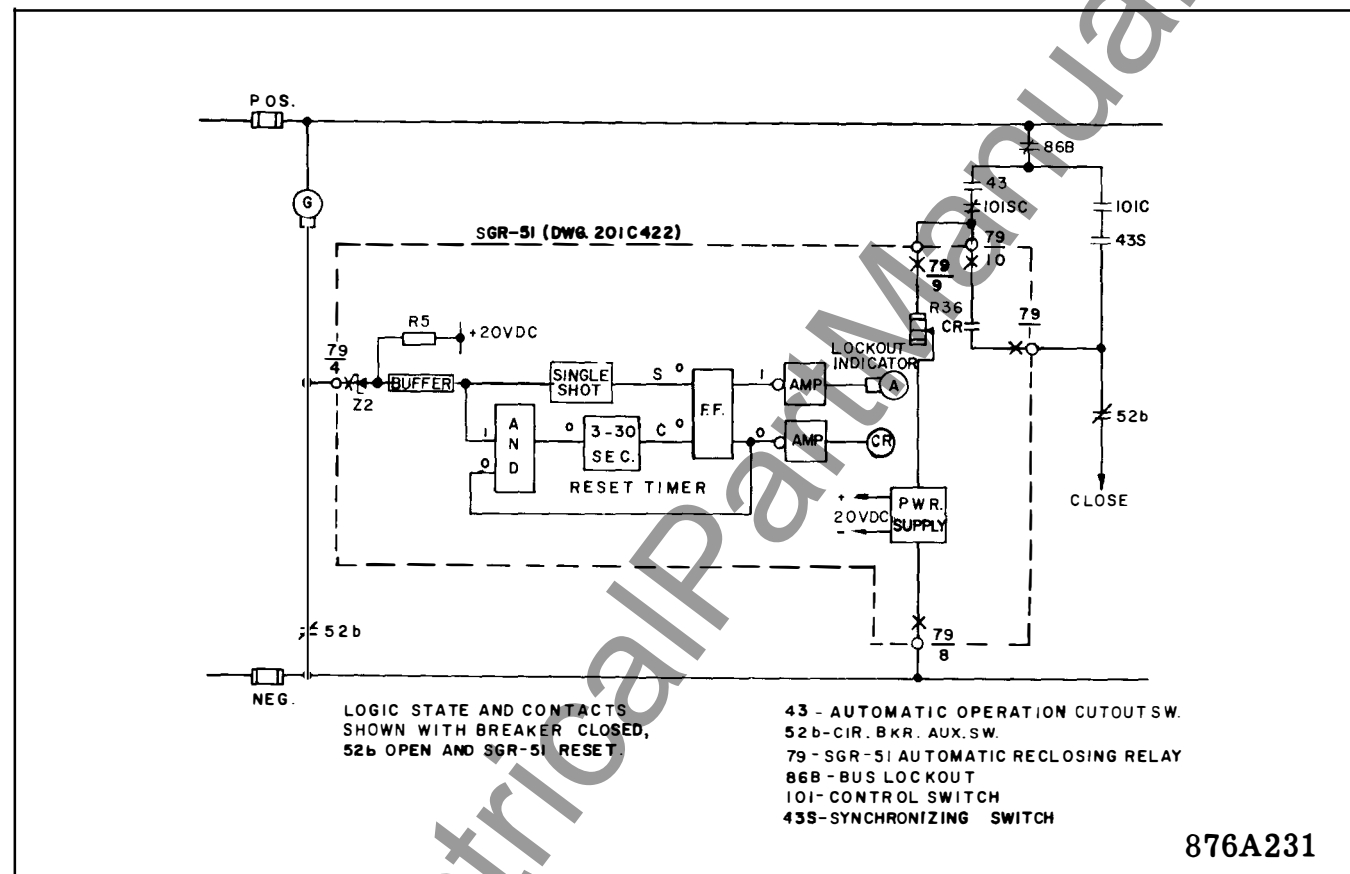 POS.
86B
43
101SC
101C
G
SGR-51 (DWG. 201C422)
79
10
43S
79
9
R36
R5
+20VDC
CR
79
79
4
LOCKOUT
INDICATOR
BUFFER
SINGLE
SHOT
S 0
F.F.
1
AMP
A
Z2
52b
1
AND
0
0
3-30
SEC.
C 0
0
AMP
CR
RESET TIMER
CLOSE
+
20VDC
-
PWR.
SUPPLY
52b
79
8
NEG.
LOGIC STATE AND CONTACTS
SHOWN WITH BREAKER CLOSED,
52b OPEN AND SGR-51 RESET.
43 - AUTOMATIC OPERATION CUTOUT SW.
52b-CIR. BKR. AUX. SW.
79 - SGR-51 AUTOMATIC RECLOSING RELAY
86B - BUS LOCKOUT
101- CONTROL SWITCH
43S-SYNCHRONIZING SWITCH
876A231
ctricalPartManual